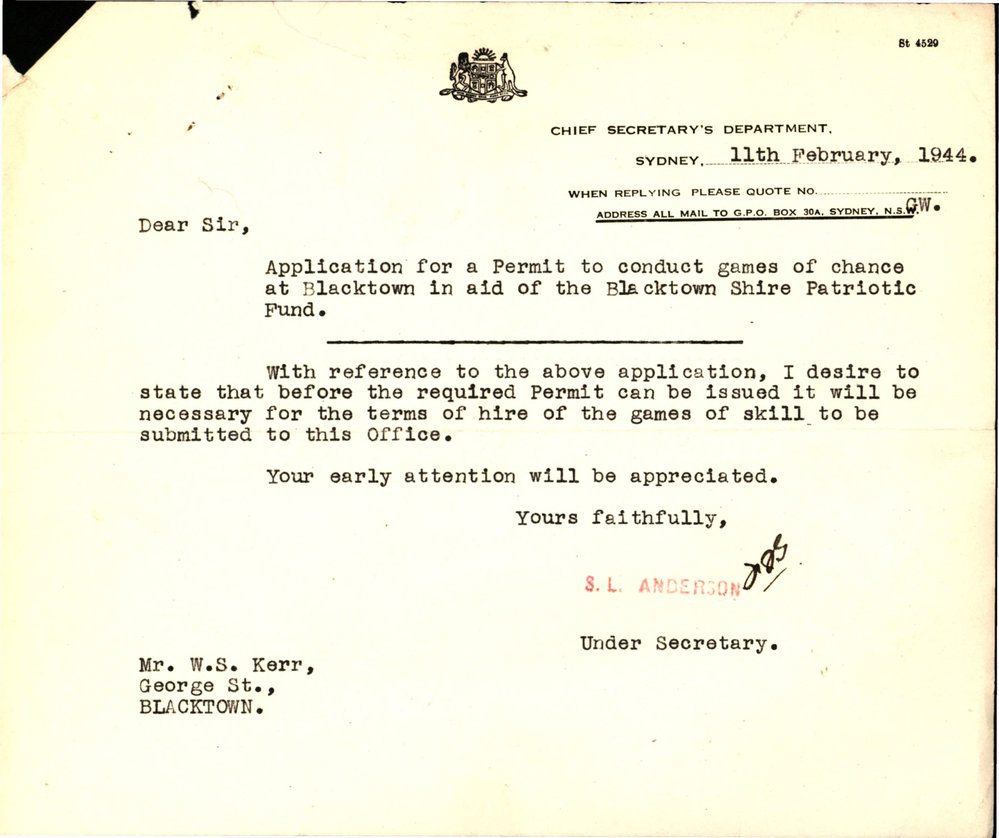 St 4529
CHIEF SECRETARY'S DEPARTMENT,
SYDNEY, 11th February, 1944.
WHEN REPLYING PLEASE QUOTE NO.
ADDRESS ALL MAIL TO G.P.O. BOX 30A, SYDNEY, N.S.W. GW.
Dear Sir,
Application for a Permit to conduct games of chance
at Blacktown in aid of the Blacktown Shire Patriotic
Fund.
With reference to the above application, I desire to
state that before the required Permit can be issued it will be
necessary for the terms of hire of the games of skill to be
submitted to this Office.
Your early attention will be appreciated.
Yours faithfully,
S. L. ANDERSON
Under Secretary.
Mr. W.S. Kerr,
George St.,
BLACKTOWN.